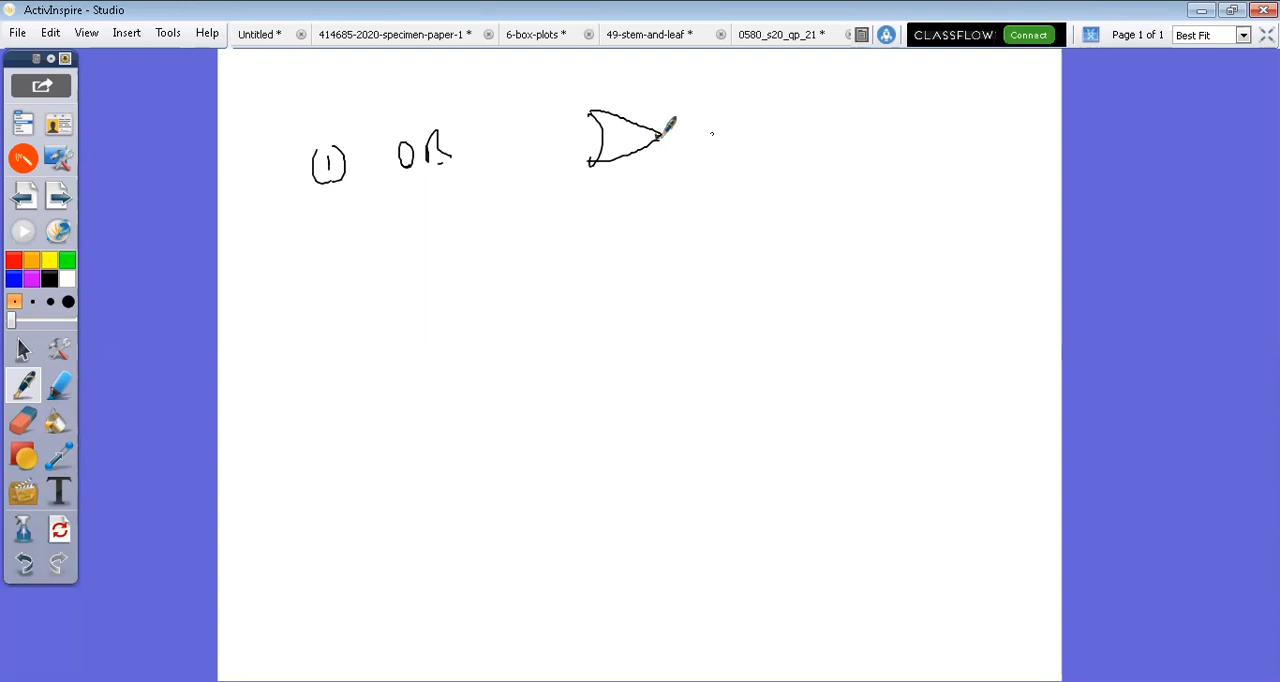 ActivInspire - Studio
File Edit View Insert Tools Help Untitled * 414685-2020-specimen-paper-1 * 6-box-plots * 49-stem-and-leaf * 0580_s20_qp_21 * CLASSFLOW Connect Page 1 of 1 Best Fit
1 OR
T